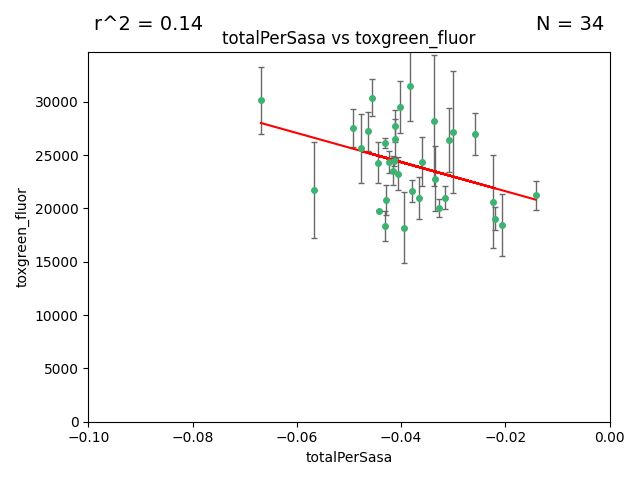 r^2 = 0.14
N = 34
totalPerSasa vs toxgreen_fluor
toxgreen_fluor
30000
25000
20000
15000
10000
5000
0
−0.10
−0.08
−0.06
−0.04
−0.02
0.00
totalPerSasa